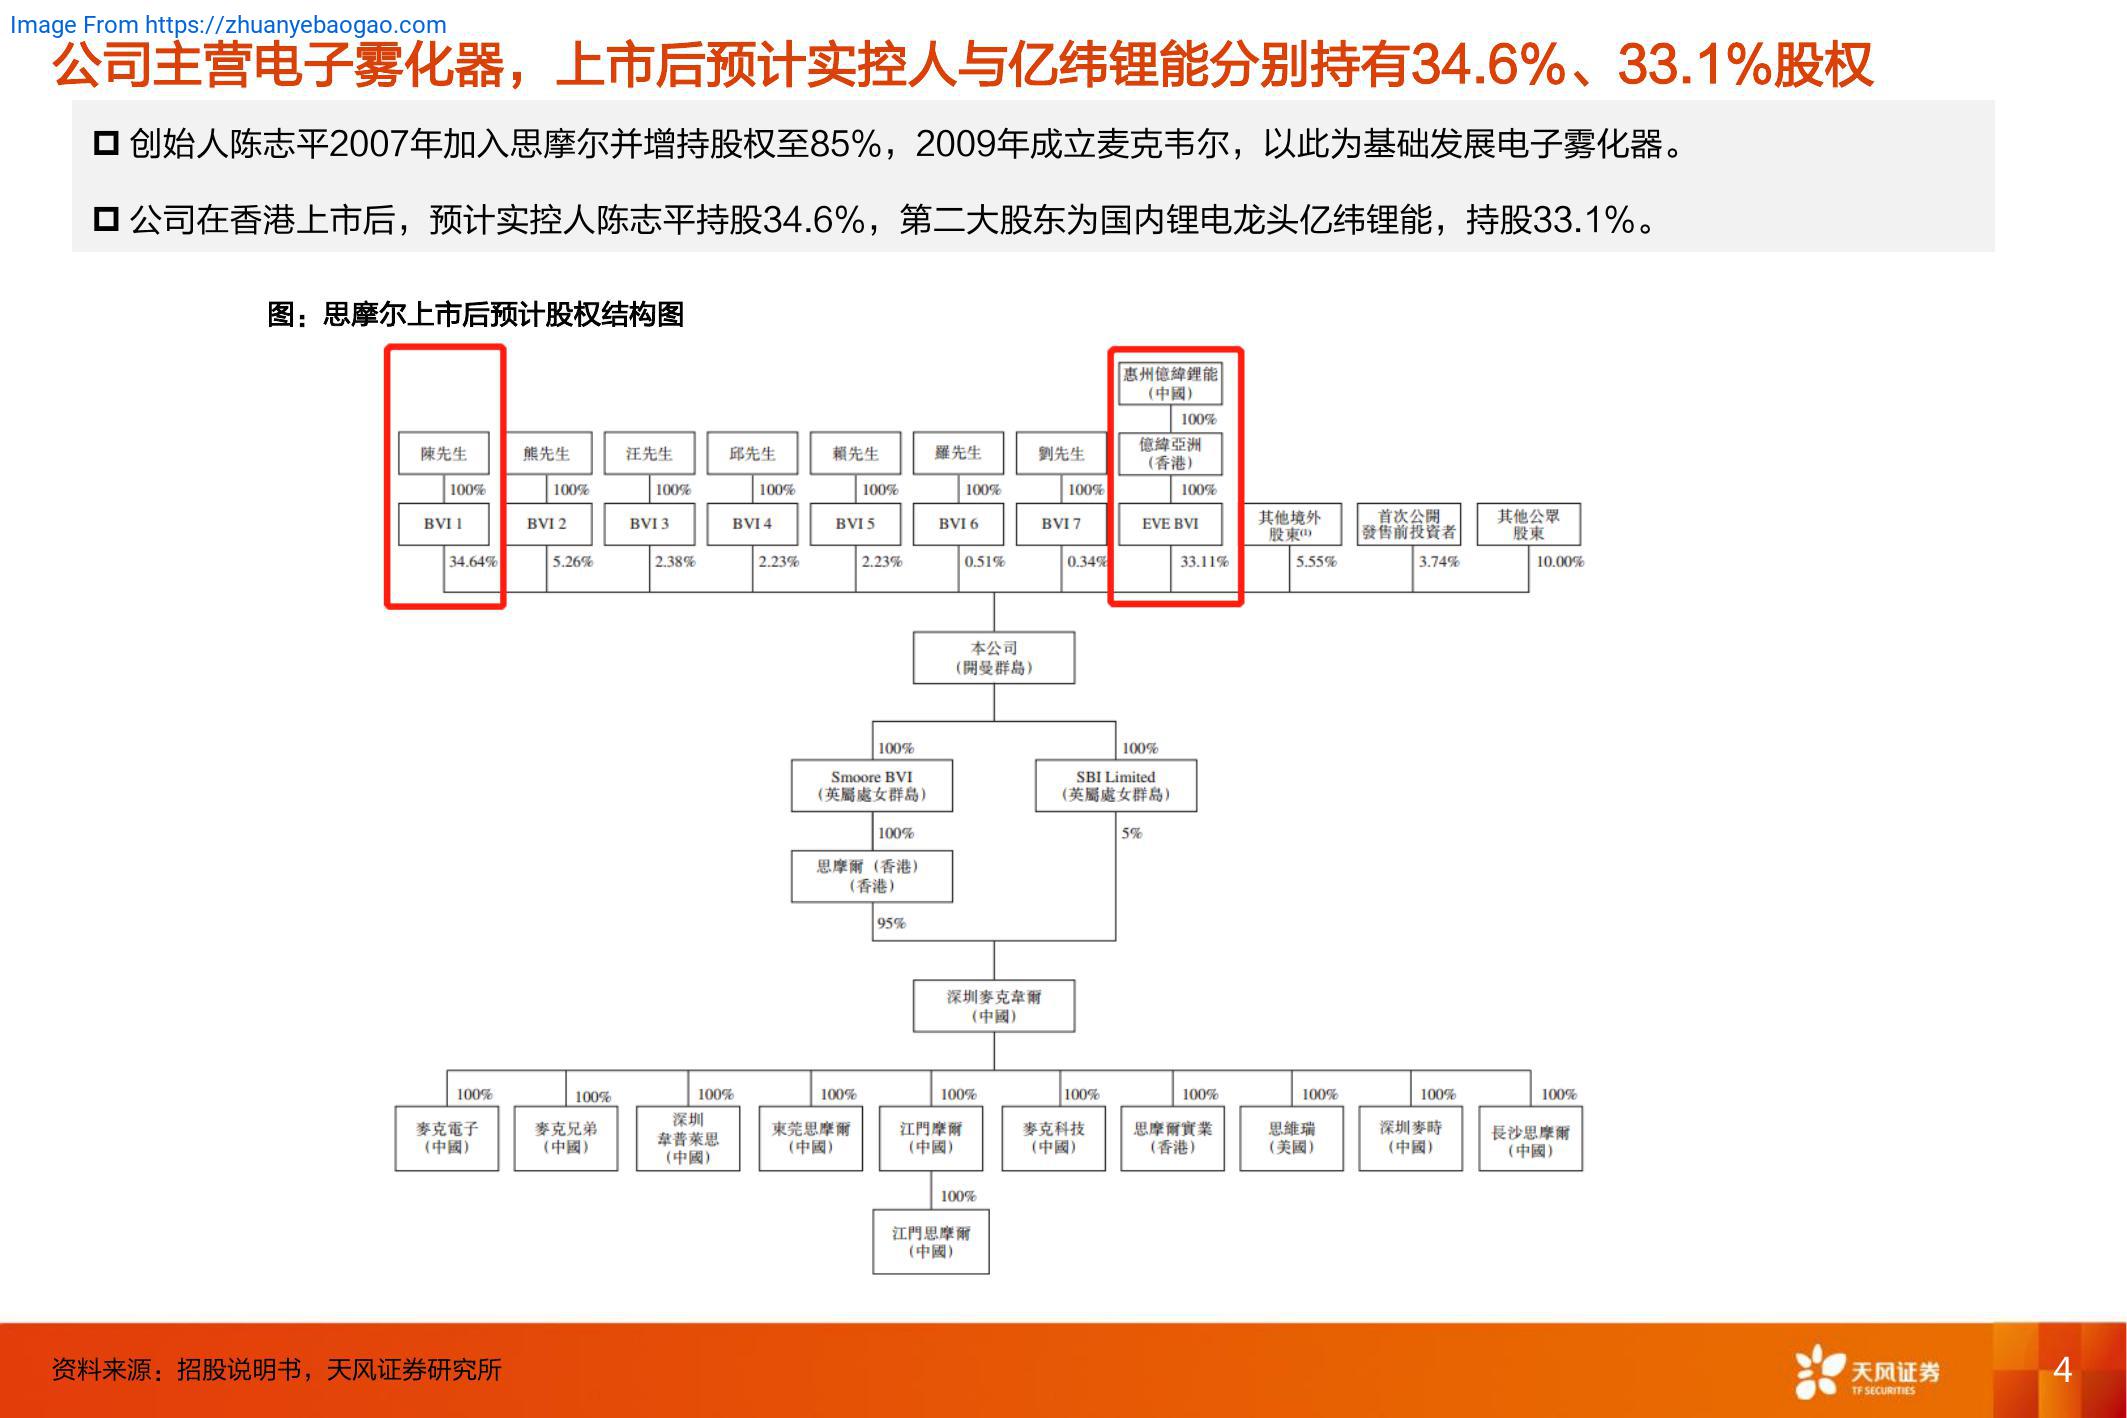 Image From https://zhuanyebaogao.com
公司主营电子雾化器，上市后预计实控人与亿纬锂能分别持有34.6%、33.1%股权
创始人陈志平2007年加入思摩尔并增持股权至85%，2009年成立麦克韦尔，以此为基础发展电子雾化器。
公司在香港上市后，预计实控人陈志平持股34.6%，第二大股东为国内锂电龙头亿纬锂能，持股33.1%。
图：思摩尔上市后预计股权结构图
惠州億緯鋰能
（中國）
100%
陳先生 熊先生 汪先生 邱先生 賴先生 羅先生 劉先生 億緯亞洲
（香港）
100% 100% 100% 100% 100% 100% 100% 100%
BVI 1 BVI 2 BVI 3 BVI 4 BVI 5 BVI 6 BVI 7 EVE BVI 其他境外 首次公開 其他公眾
股東(1) 發售前投資者 股東
34.64% 5.26% 2.38% 2.23% 2.23% 0.51% 0.34% 33.11% 5.55% 3.74% 10.00%
本公司
（開曼群島）
100% 100%
Smoore BVI SBI Limited
（英屬處女群島） （英屬處女群島）
100% 5%
思摩爾（香港）
（香港）
95%
深圳麥克韋爾
（中國）
100% 100% 100% 100% 100% 100% 100% 100% 100% 100%
麥克電子
（中國）
麥克兄弟
（中國）
深圳
韋普萊思
（中國）
東莞思摩爾
（中國）
江門摩爾
（中國）
麥克科技
（中國）
思摩爾實業
（香港）
思維瑞
（美國）
深圳麥時
（中國）
長沙思摩爾
（中國）
100%
江門思摩爾
（中國）
资料来源：招股说明书，天风证券研究所
天风证券
TF SECURITIES
4